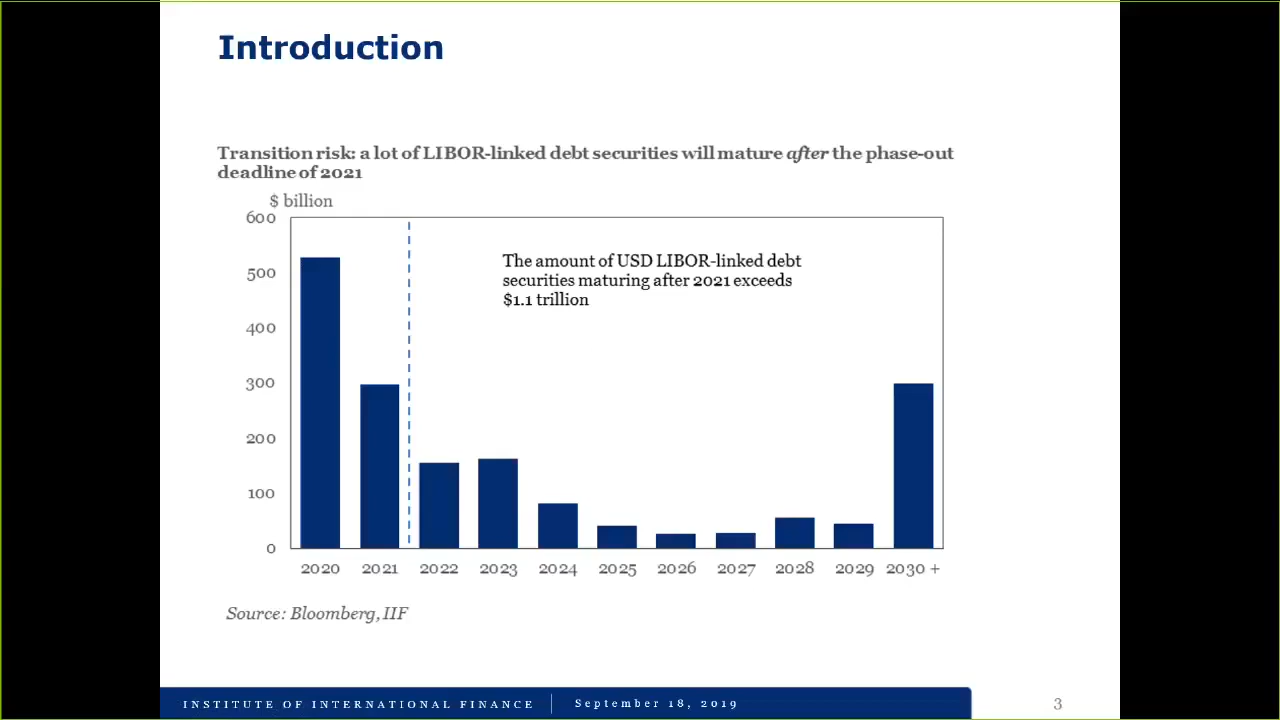 Introduction
Transition risk: a lot of LIBOR-linked debt securities will mature after the phase-out
deadline of 2021
$ billion
600
500
400
300
200
100
0
The amount of USD LIBOR-linked debt
securities maturing after 2021 exceeds
$1.1 trillion
2020 2021 2022 2023 2024 2025 2026 2027 2028 2029 2030 +
Source: Bloomberg, IIF
INSTITUTE OF INTERNATIONAL FINANCE September 18, 2019 3